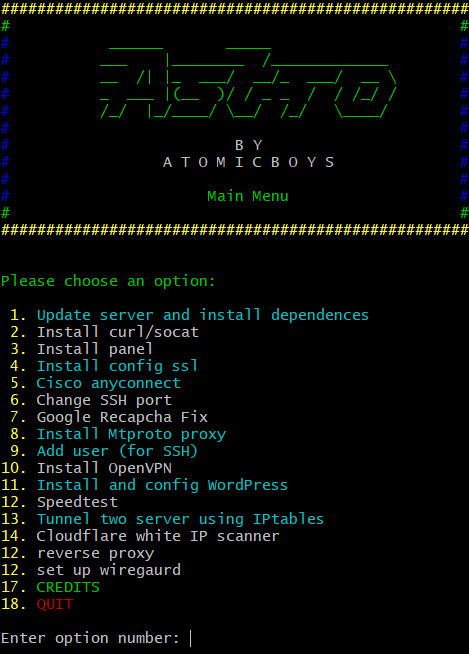 B Y
A T O M I C B O Y S
Main Menu
Please choose an option:
1. Update server and install dependences
2. Install curl/socat
3. Install panel
4. Install config ssl
5. Cisco anyconnect
6. Change SSH port
7. Google Recapcha Fix
8. Install Mtproto proxy
9. Add user (for SSH)
10. Install OpenVPN
11. Install and config WordPress
12. Speedtest
13. Tunnel two server using IPtables
14. Cloudflare white IP scanner
12. reverse proxy
12. set up wiregaurd
17. CREDITS
18. QUIT
Enter option number: